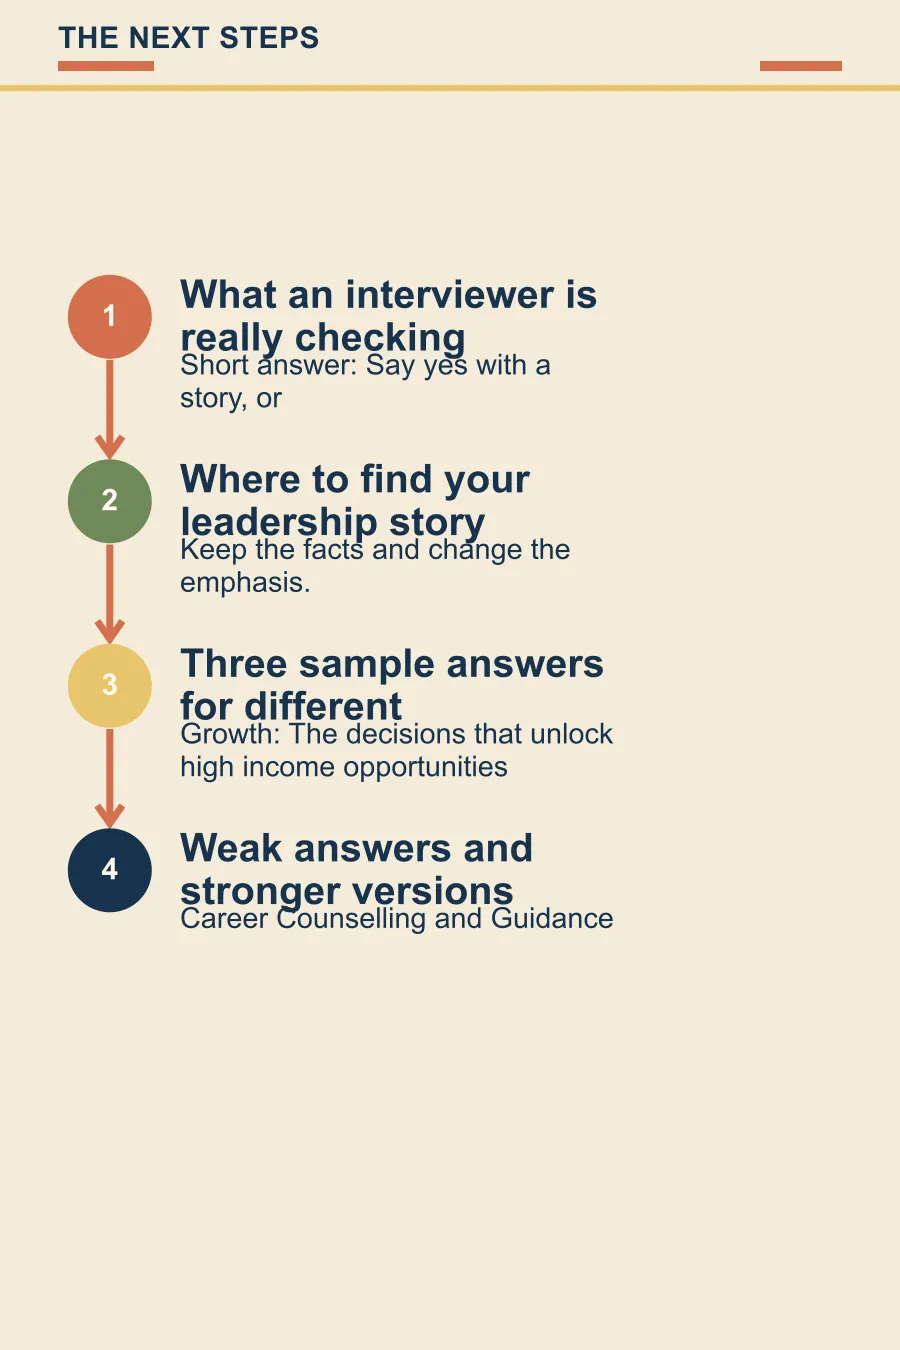 THE NEXT STEPS
1
What an interviewer is
really checking
Short answer: Say yes with a
story, or
2
Where to find your
leadership story
Keep the facts and change the
emphasis.
3
Three sample answers
for different
Growth: The decisions that unlock
high income opportunities
4
Weak answers and
stronger versions
Career Counselling and Guidance